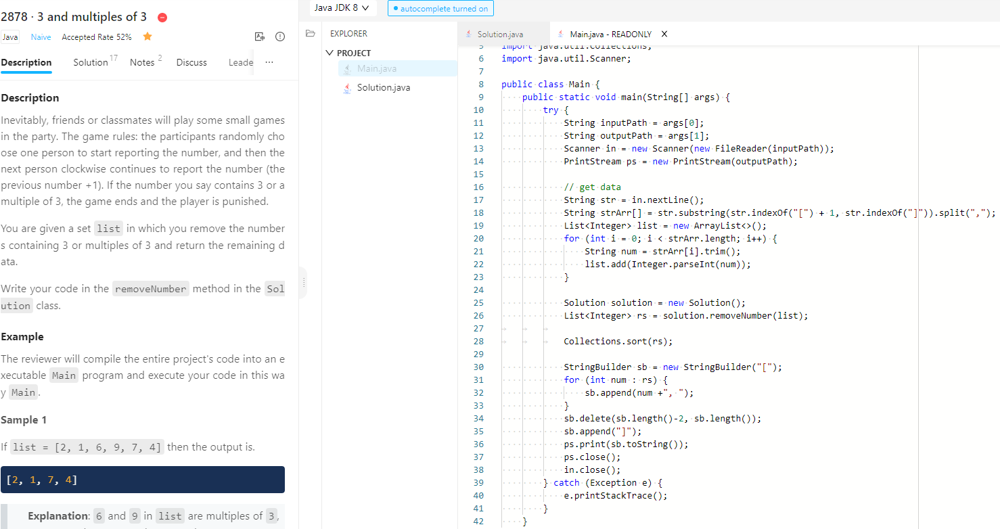 2878 · 3 and multiples of 3
Java Naive Accepted Rate 52%
Description Solution 17 Notes 2 Discuss Leade ...
Description
Inevitably, friends or classmates will play some small games
in the party. The game rules: the participants randomly cho
ose one person to start reporting the number, and then the
next person clockwise continues to report the number (the
previous number +1). If the number you say contains 3 or a
multiple of 3, the game ends and the player is punished.
You are given a set list in which you remove the number
s containing 3 or multiples of 3 and return the remaining d
ata.
Write your code in the removeNumber method in the Sol
ution class.
Example
The reviewer will compile the entire project's code into an e
xecutable Main program and execute your code in this wa
y Main.
Sample 1
If list = [2, 1, 6, 9, 7, 4] then the output is.
[2, 1, 7, 4]
Explanation: 6 and 9 in list are multiples of 3,
Java JDK 8
autocomplete turned on
EXPLORER
PROJECT
Main.java
Solution.java
Solution.java Main.java - READONLY
5 import java.util.Collections;
6 import java.util.Scanner;
7
8 public class Main {
9 public static void main(String[] args) {
10 try {
11 String inputPath = args[0];
12 String outputPath = args[1];
13 Scanner in = new Scanner(new FileReader(inputPath));
14 PrintStream ps = new PrintStream(outputPath);
15
16 // get data
17 String str = in.nextLine();
18 String strArr[] = str.substring(str.indexOf("[") + 1, str.indexOf("]")).split(",");
19 List<Integer> list = new ArrayList<>();
20 for (int i = 0; i < strArr.length; i++) {
21 String num = strArr[i].trim();
22 list.add(Integer.parseInt(num));
23 }
24
25 Solution solution = new Solution();
26 List<Integer> rs = solution.removeNumber(list);
27
28 Collections.sort(rs);
29
30 StringBuilder sb = new StringBuilder("[");
31 for (int num : rs) {
32 sb.append(num +", ");
33 }
34 sb.delete(sb.length()-2, sb.length());
35 sb.append("]");
36 ps.print(sb.toString());
37 ps.close();
38 in.close();
39 } catch (Exception e) {
40 e.printStackTrace();
41 }
42 }